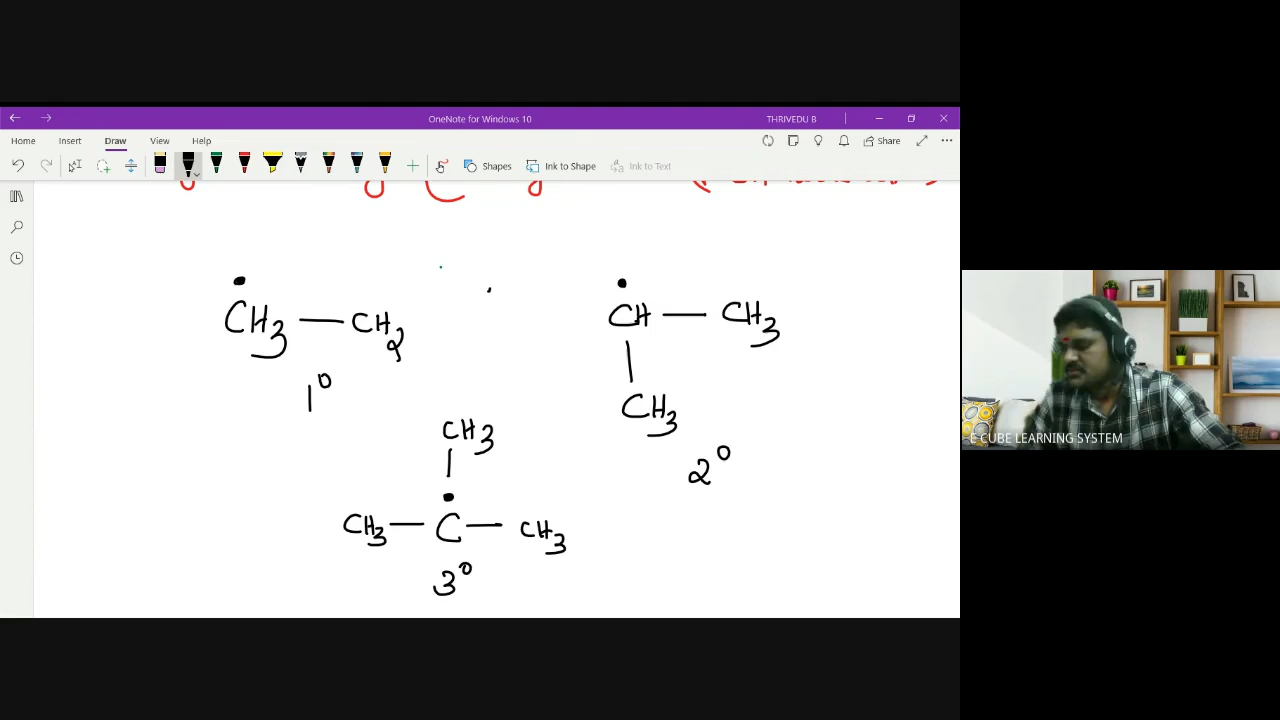 OneNote for Windows 10
THRIVEDU B
Home Insert Draw View Help
Share
Shapes Ink to Shape Ink to Text
•
CH3 — CH2
1°
•
CH — CH3
|
CH3
2°
CH3
|
•
CH3 — C — CH3
3°
E CUBE LEARNING SYSTEM